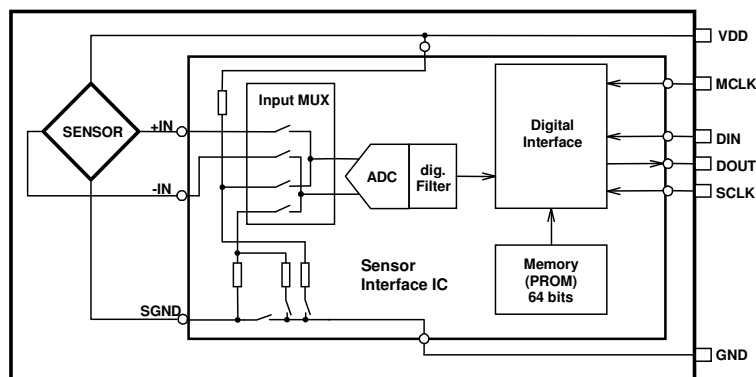 VDD
MCLK
Input MUX
SENSOR
+IN
Digital
Interface
DIN
DOUT
ADC
dig.
Filter
-IN
SCLK
Sensor
Interface IC
Memory
(PROM)
64 bits
SGND
GND